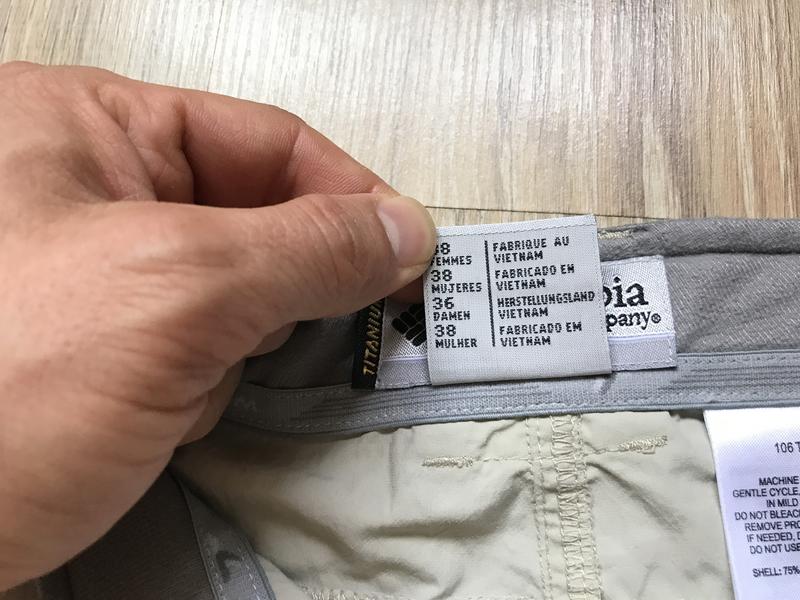 38
FEMMES
38
MUJERES
36
DAMEN
38
MULHER
FABRIQUE AU
VIETNAM
FABRICADO EN
VIETNAM
HERSTELLUNGSLAND
VIETNAM
FABRICADO EM
VIETNAM
TITANIUM
bia
pany®
106 T
MACHINE
GENTLE CYCLE,
IN MILD
DO NOT BLEAC
REMOVE PRO
IF NEEDED, D
DO NOT USE
SHELL: 75%